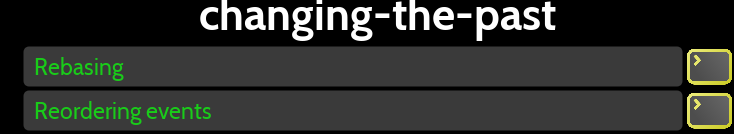 changing-the-past
Rebasing
Reordering events